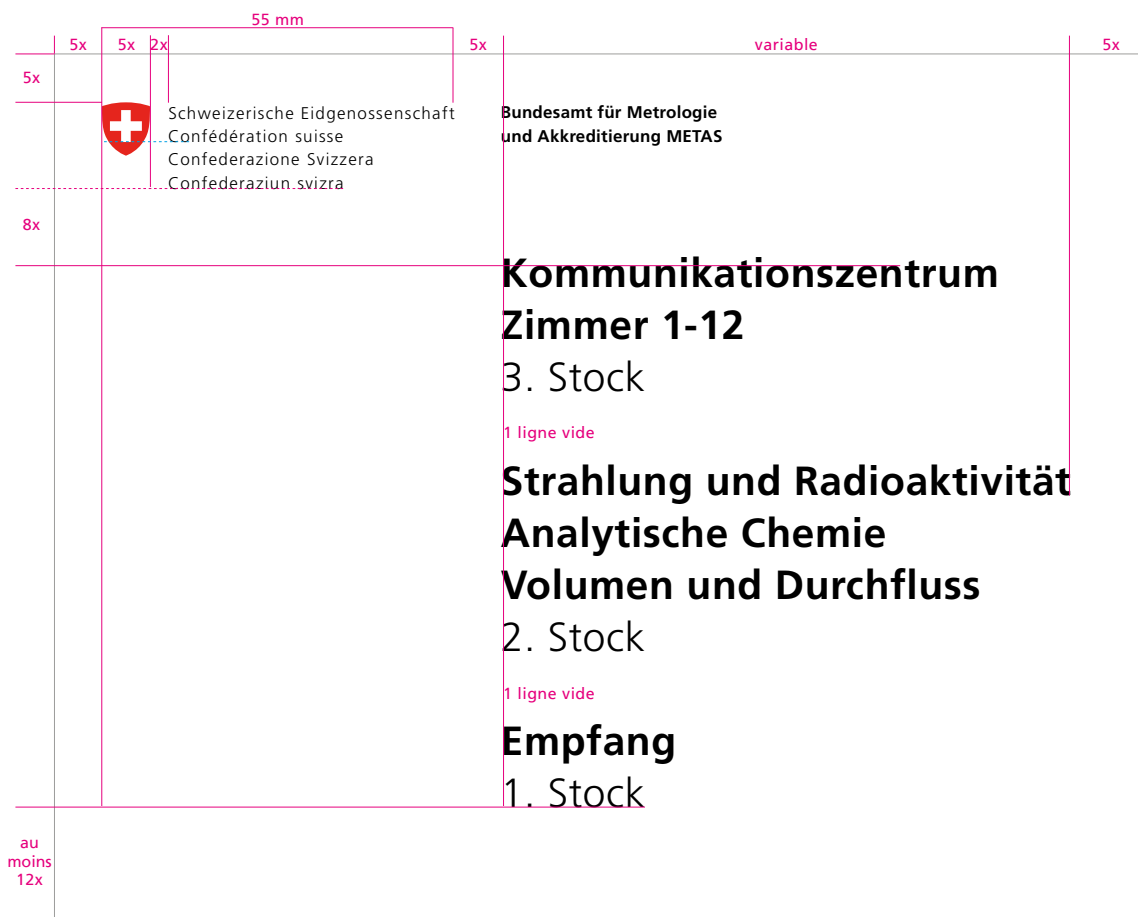 55 mm
5x 5x 2x 5x variable 5x
5x
Schweizerische Eidgenossenschaft
Confédération suisse
Confederazione Svizzera
Confederaziun svizra
Bundesamt für Metrologie
und Akkreditierung METAS
8x
Kommunikationszentrum
Zimmer 1-12
3. Stock
1 ligne vide
Strahlung und Radioaktivität
Analytische Chemie
Volumen und Durchfluss
2. Stock
1 ligne vide
Empfang
1. Stock
au
moins
12x